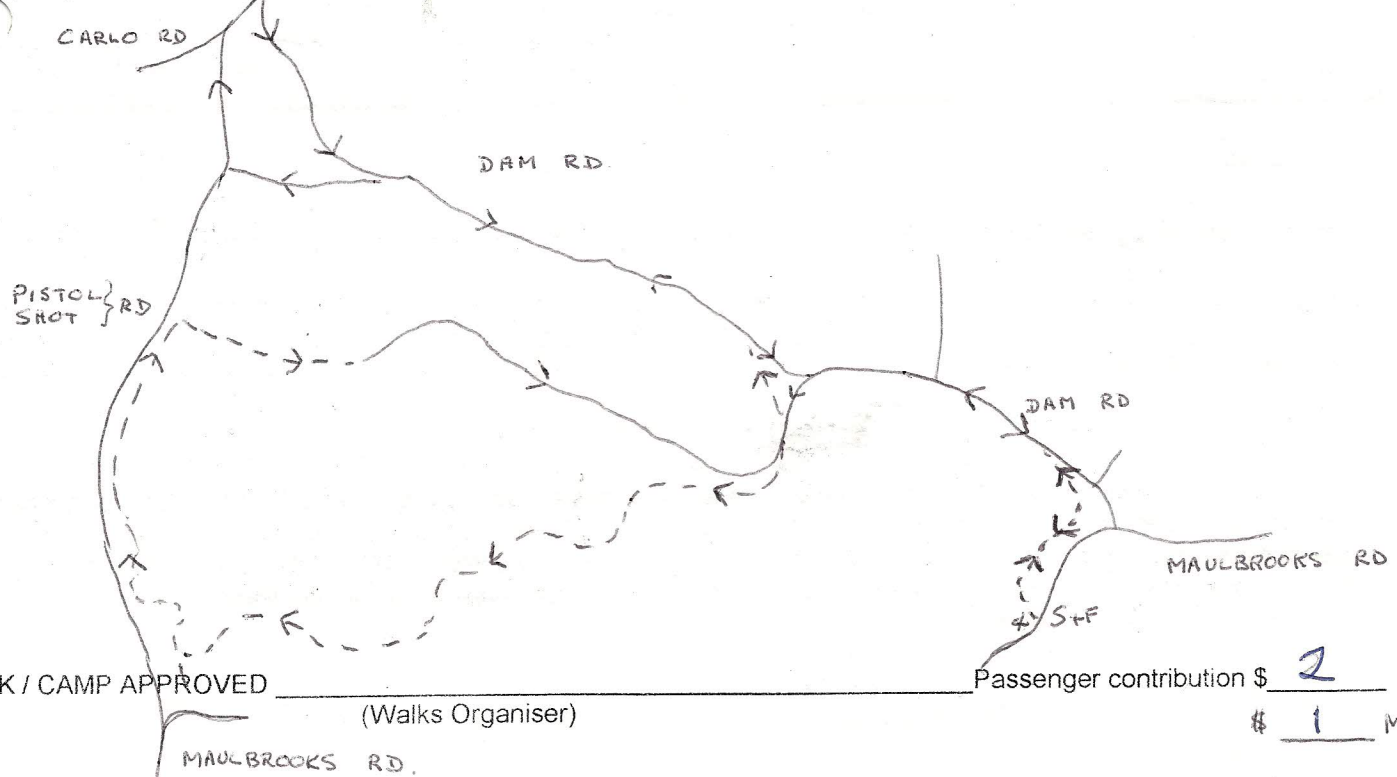 CARLO RD
DAM RD.
PISTOL } RD
SHOT
DAM RD
MAULBROOKS RD
S+F
K / CAMP APPROVED
Passenger contribution $ 2
(Walks Organiser)
$ 1 M
MAULBROOKS RD.